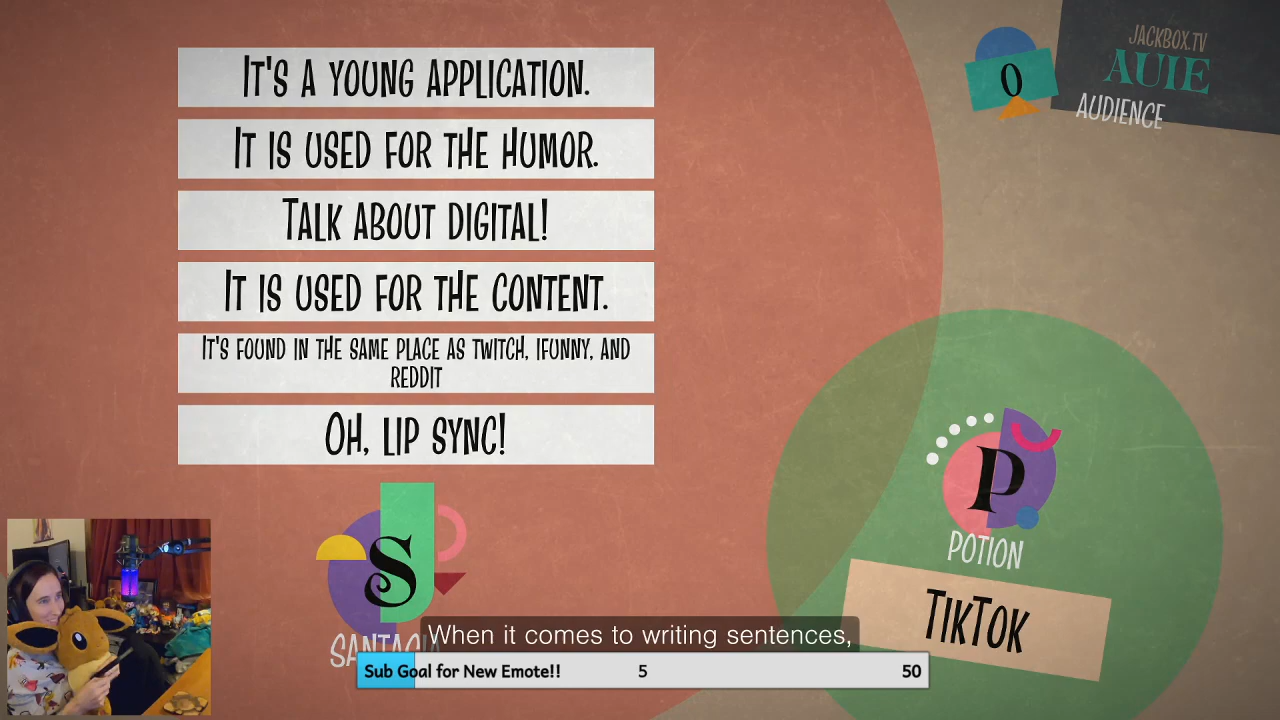 It's a young application.
It is used for the humor.
Talk about digital!
It is used for the content.
It's found in the same place as twitch, ifunny, and
reddit
Oh, lip sync!
0
JACKBOX.TV
AUIE
AUDIENCE
S
P
POTION
TikTok
When it comes to writing sentences,
Sub Goal for New Emote!! 5 50